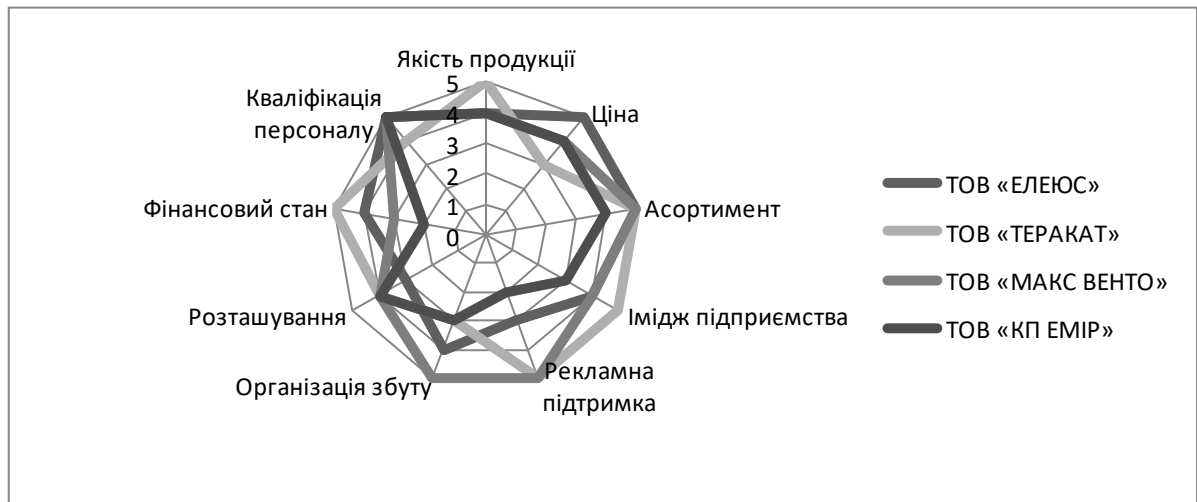 Якість продукції
5
4
3
2
1
0
Ціна
Асортимент
Імідж підприємства
Рекламна
підтримка
Організація збуту
Розташування
Фінансовий стан
Кваліфікація
персоналу
ТОВ «ЕЛЕЮС»
ТОВ «ТЕРАКАТ»
ТОВ «МАКС ВЕНТО»
ТОВ «КП ЕМІР»